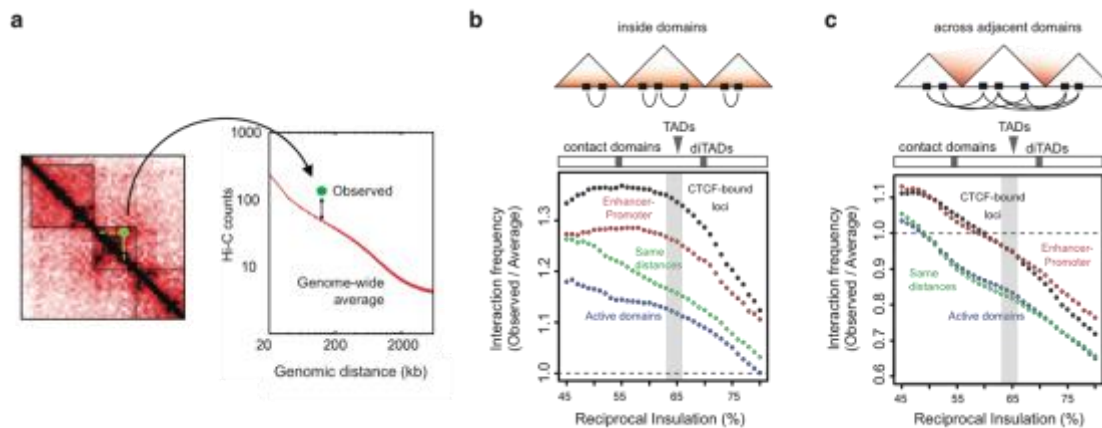 a
1000
100
10
Hi-C counts
Observed
Genome-wide
average
20
200
2000
Genomic distance (kb)
b
inside domains
TADs
contact domains
diTADs
CTCF-bound
loci
Enhancer-
Promoter
Same
distances
Active domains
Interaction frequency
(Observed / Average)
1.3
1.2
1.1
1.0
45
55
65
75
Reciprocal Insulation (%)
c
across adjacent domains
TADs
contact domains
diTADs
CTCF-bound
loci
Enhancer-
Promoter
Same
distances
Active domains
Interaction frequency
(Observed / Average)
1.1
1.0
0.9
0.8
0.7
0.6
45
55
65
75
Reciprocal Insulation (%)